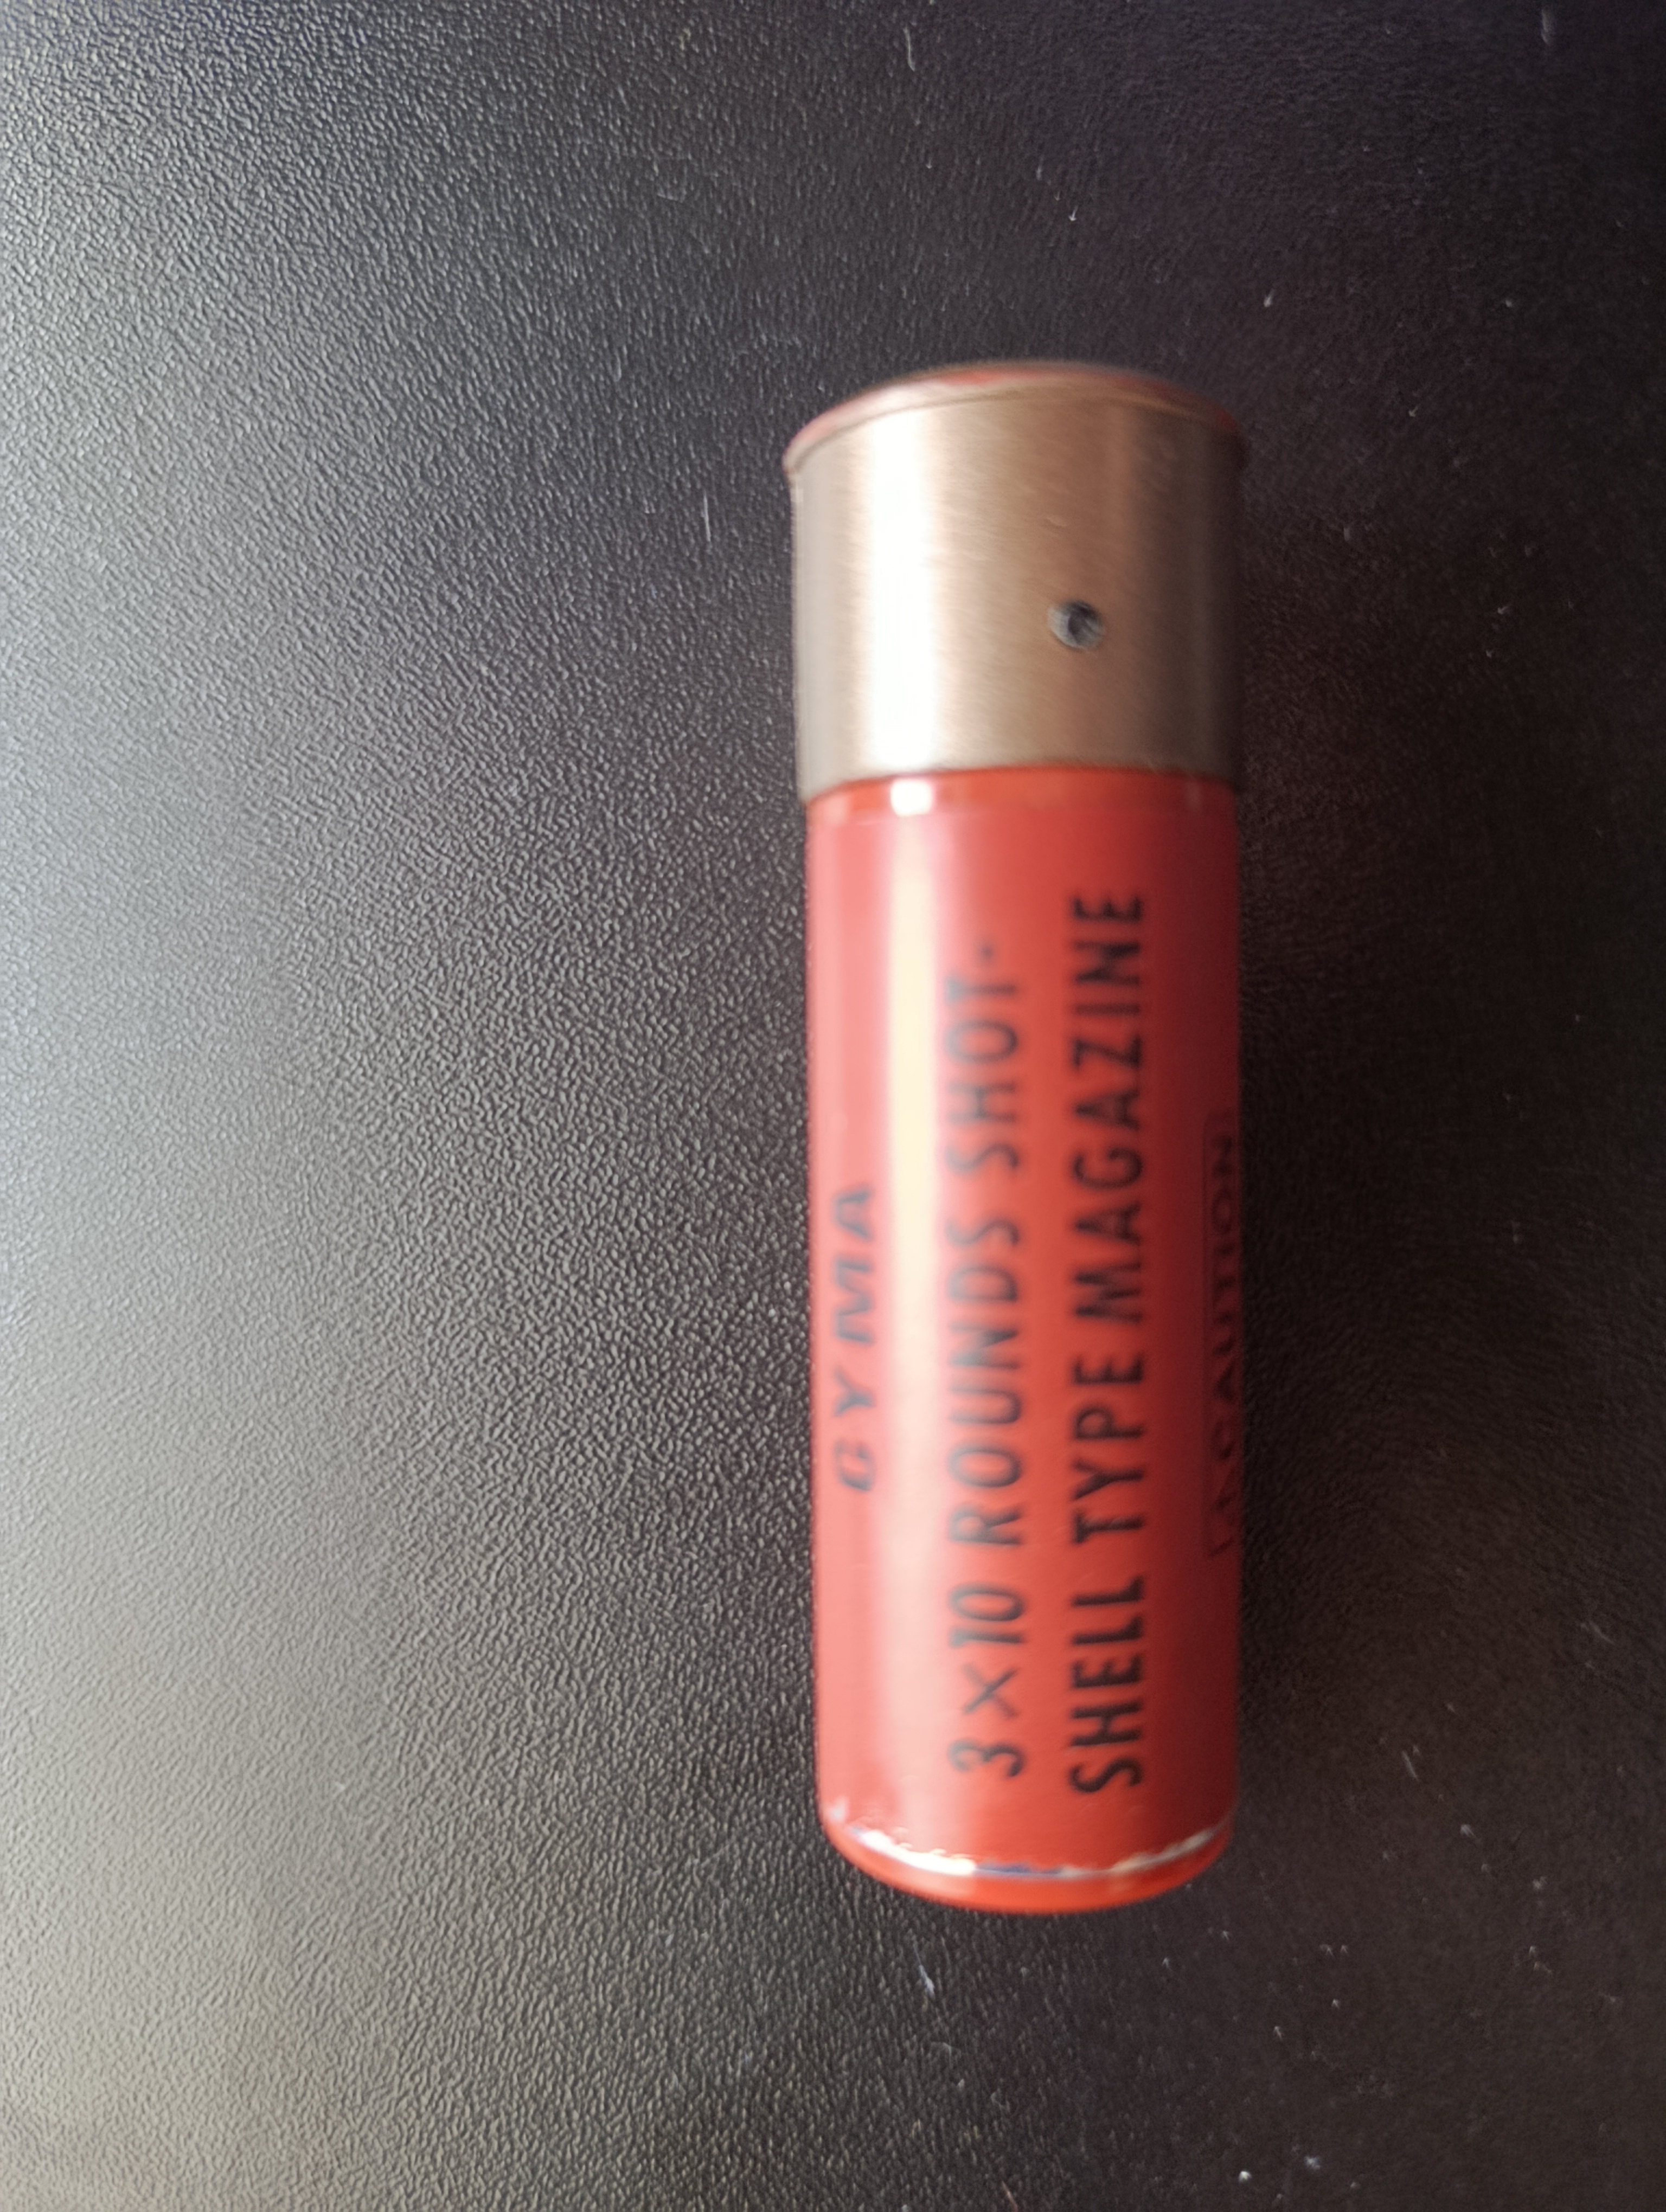 CYMA
3×10 ROUNDS SHOT-
SHELL TYPE MAGAZINE
CAUTION